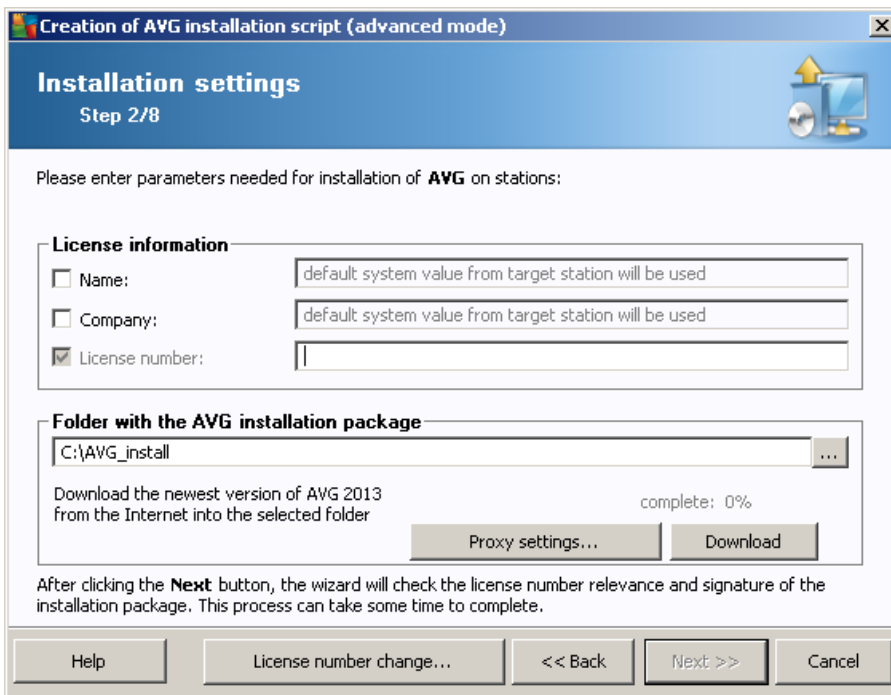 Creation of AVG installation script (advanced mode)
Installation settings
Step 2/8
Please enter parameters needed for installation of AVG on stations:
License information
Name:
default system value from target station will be used
Company:
default system value from target station will be used
License number:
Folder with the AVG installation package
C:\AVG_install
...
Download the newest version of AVG 2013
from the Internet into the selected folder
complete: 0%
Proxy settings...
Download
After clicking the Next button, the wizard will check the license number relevance and signature of the
installation package. This process can take some time to complete.
Help
License number change...
<< Back
Next >>
Cancel